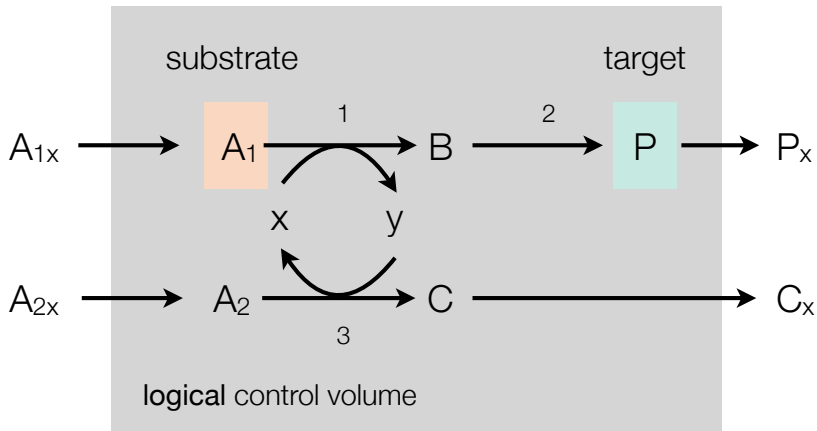 substrate target
1 2
A₁ₓ A₁ B P Pₓ
x y
A₂ₓ A₂ C Cₓ
3
logical control volume